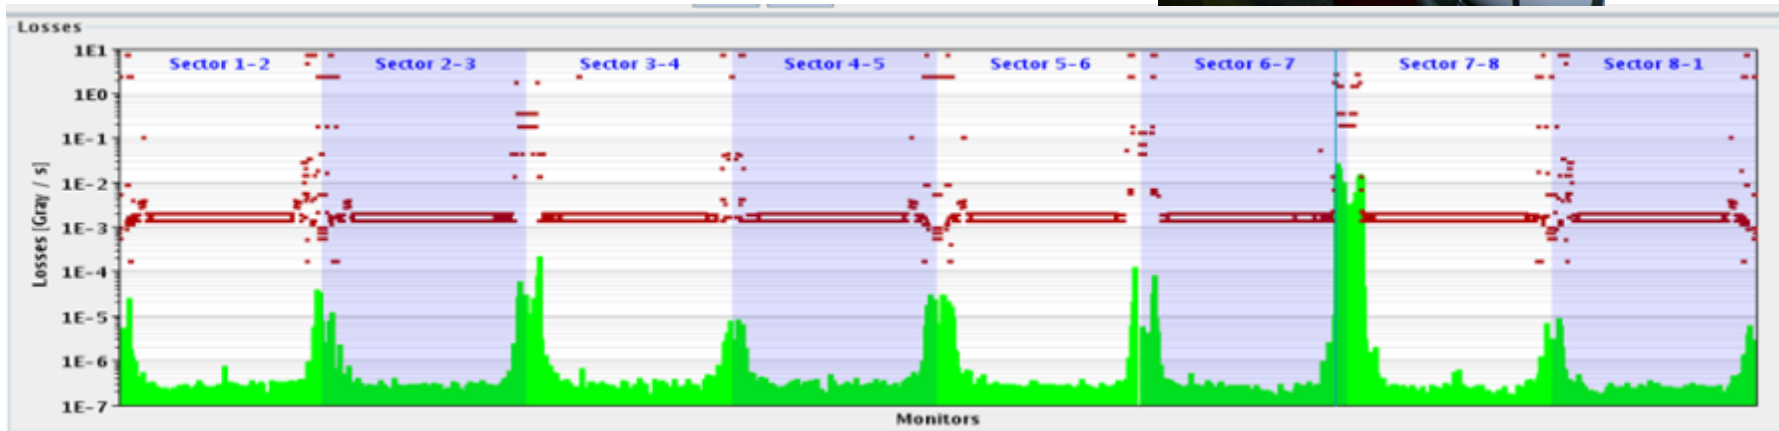 Losses
1E1
Sector 1-2 Sector 2-3 Sector 3-4 Sector 4-5 Sector 5-6 Sector 6-7 Sector 7-8 Sector 8-1
1E0
1E-1
1E-2
1E-3
1E-4
1E-5
1E-6
1E-7
Losses [Gray / s]
Monitors